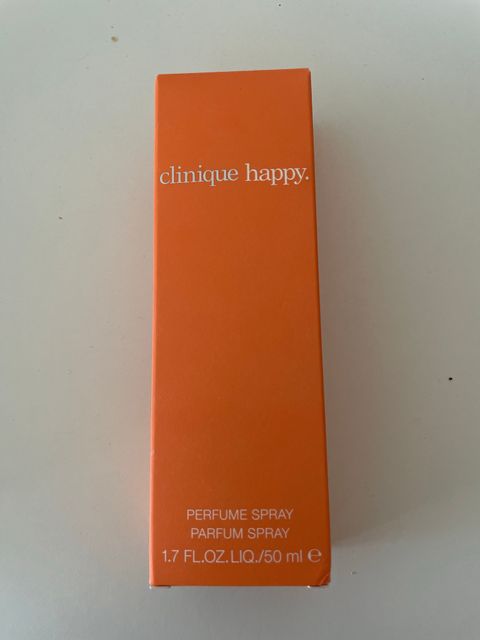 clinique happy.
PERFUME SPRAY
PARFUM SPRAY
1.7 FL.OZ.LIQ./50 ml ℮